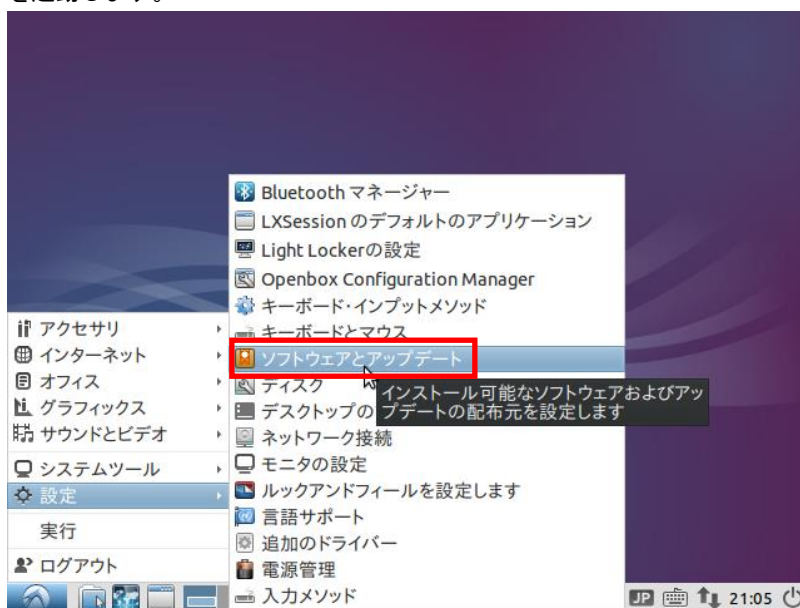 を起動します。
Bluetooth マネージャー
LXSession のデフォルトのアプリケーション
Light Lockerの設定
Openbox Configuration Manager
キーボード・インプットメソッド
キーボードとマウス
ソフトウェアとアップデート
ディスク
インストール可能なソフトウェアおよびアッ
プデートの配布元を設定します
デスクトップの
ネットワーク接続
モニタの設定
ルックアンドフィールを設定します
言語サポート
追加のドライバー
電源管理
入力メソッド
アクセサリ
インターネット
オフィス
グラフィックス
サウンドとビデオ
システムツール
設定
実行
ログアウト
JP 21:05